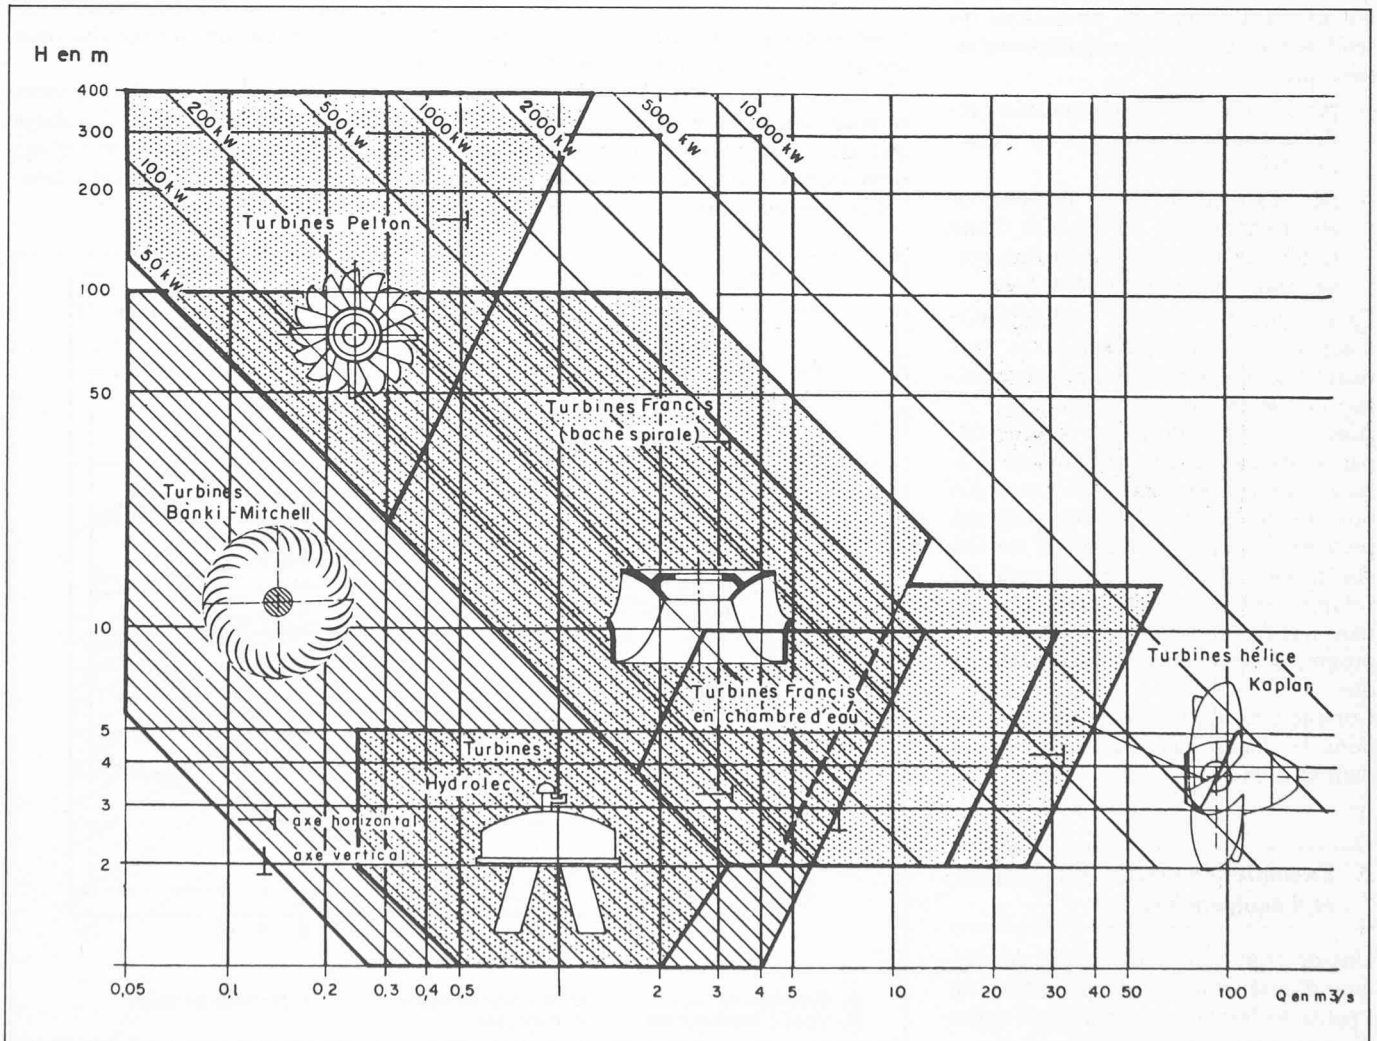 H en m
400
300
200
100
50
10
5
4
3
2
200 kW
500 kW
1000 kW
2000 kW
5000 kW
10.000 kW
100 kW
50 kW
Turbines Pelton
Turbines Francis
(bache spirale)
Turbines
Banki - Mitchell
Turbines Francis
en chambre d'eau
Turbines hélice
Kaplan
Turbines
Hydrolec
axe horizontal
axe vertical
0,05
0,1
0,2
0,3
0,4
0,5
1
2
3
4
5
10
20
30
40
50
100
Q en m3/s